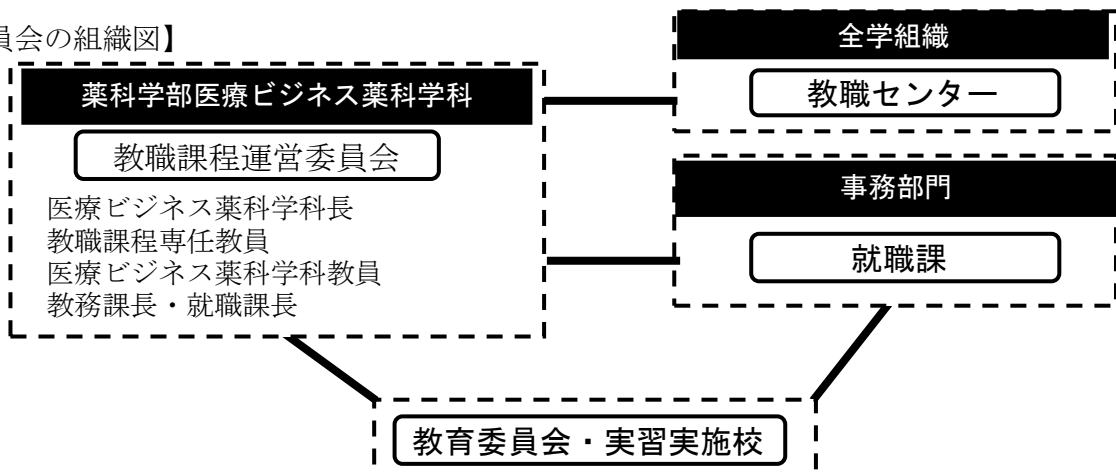 員会の組織図】
薬科学部医療ビジネス薬科学科
教職課程運営委員会
医療ビジネス薬科学科長
教職課程専任教員
医療ビジネス薬科学科教員
教務課長・就職課長
全学組織
教職センター
事務部門
就職課
教育委員会・実習実施校